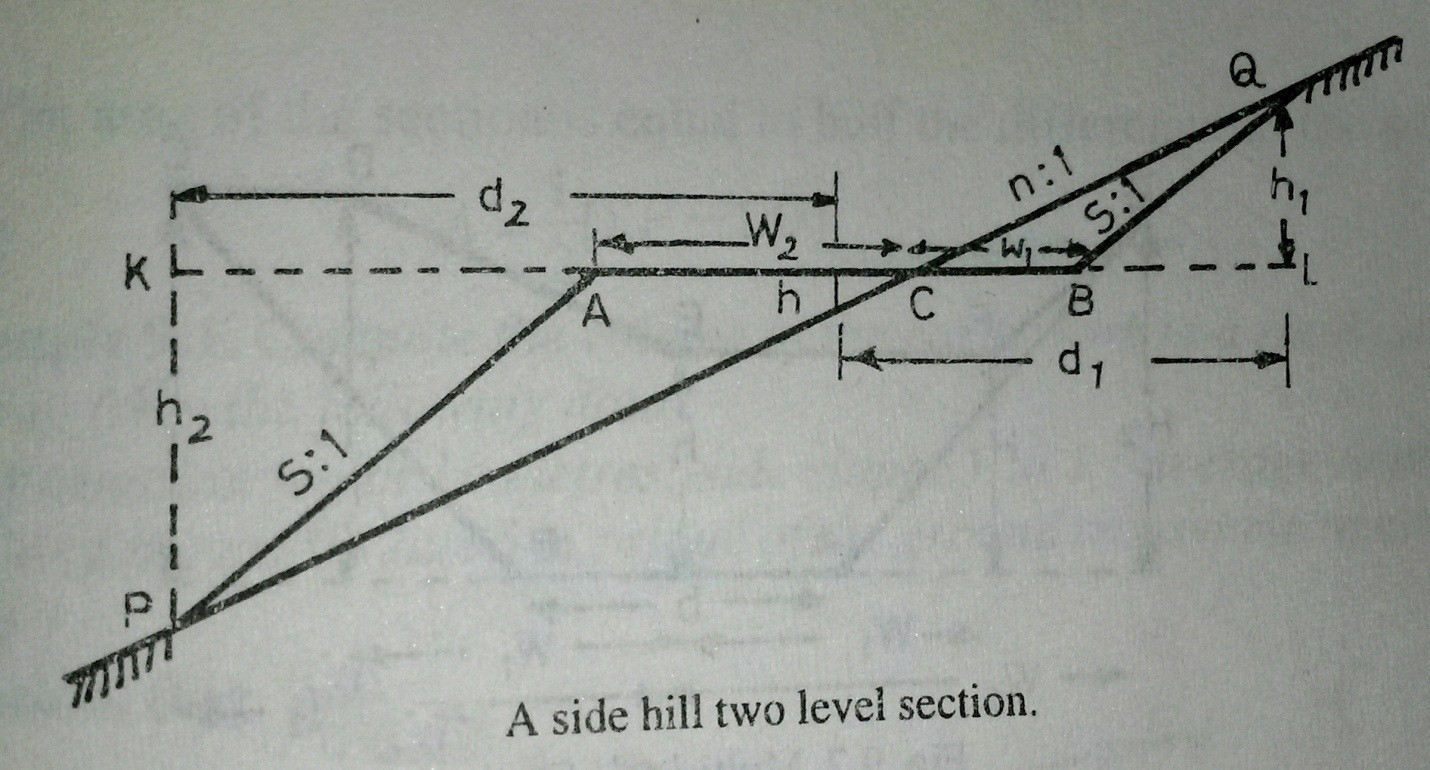 Q
n:1
S:1
h1
d2
W2
W1
K
A
h
C
B
L
d1
h2
S:1
P
A side hill two level section.